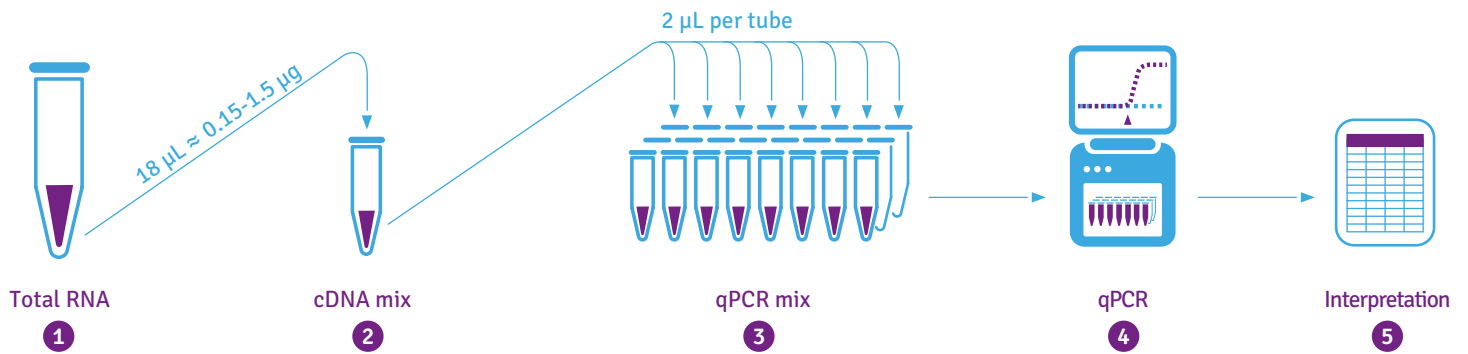 2 µL per tube
18 µL ≈ 0.15-1.5 µg
Total RNA
cDNA mix
qPCR mix
qPCR
Interpretation
1
2
3
4
5